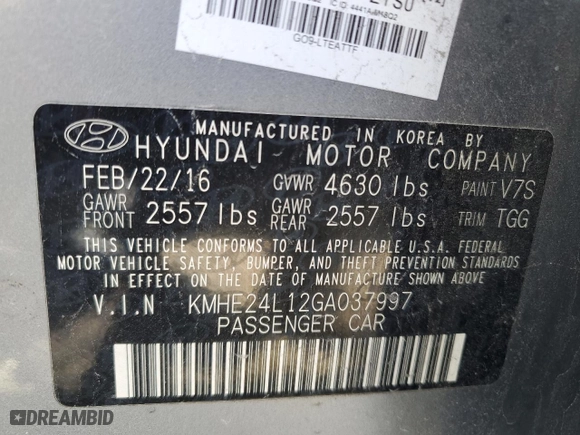 GO9-LTEATTF
MANUFACTURED IN KOREA BY
HYUNDAI MOTOR COMPANY
FEB/22/16 GVWR 4630 lbs PAINT V7S
GAWR FRONT 2557 lbs GAWR REAR 2557 lbs TRIM TGG
THIS VEHICLE CONFORMS TO ALL APPLICABLE U.S.A. FEDERAL
MOTOR VEHICLE SAFETY, BUMPER, AND THEFT PREVENTION STANDARDS
IN EFFECT ON THE DATE OF MANUFACTURE SHOWN ABOVE.
V.I.N KMHE24L12GA037997
PASSENGER CAR
DREAMBID